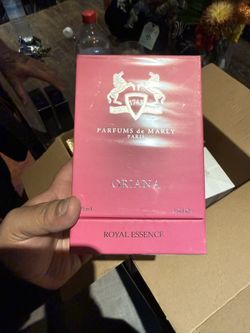 1743
PARFUMS de MARLY
PARIS
ORIANA
ROYAL ESSENCE